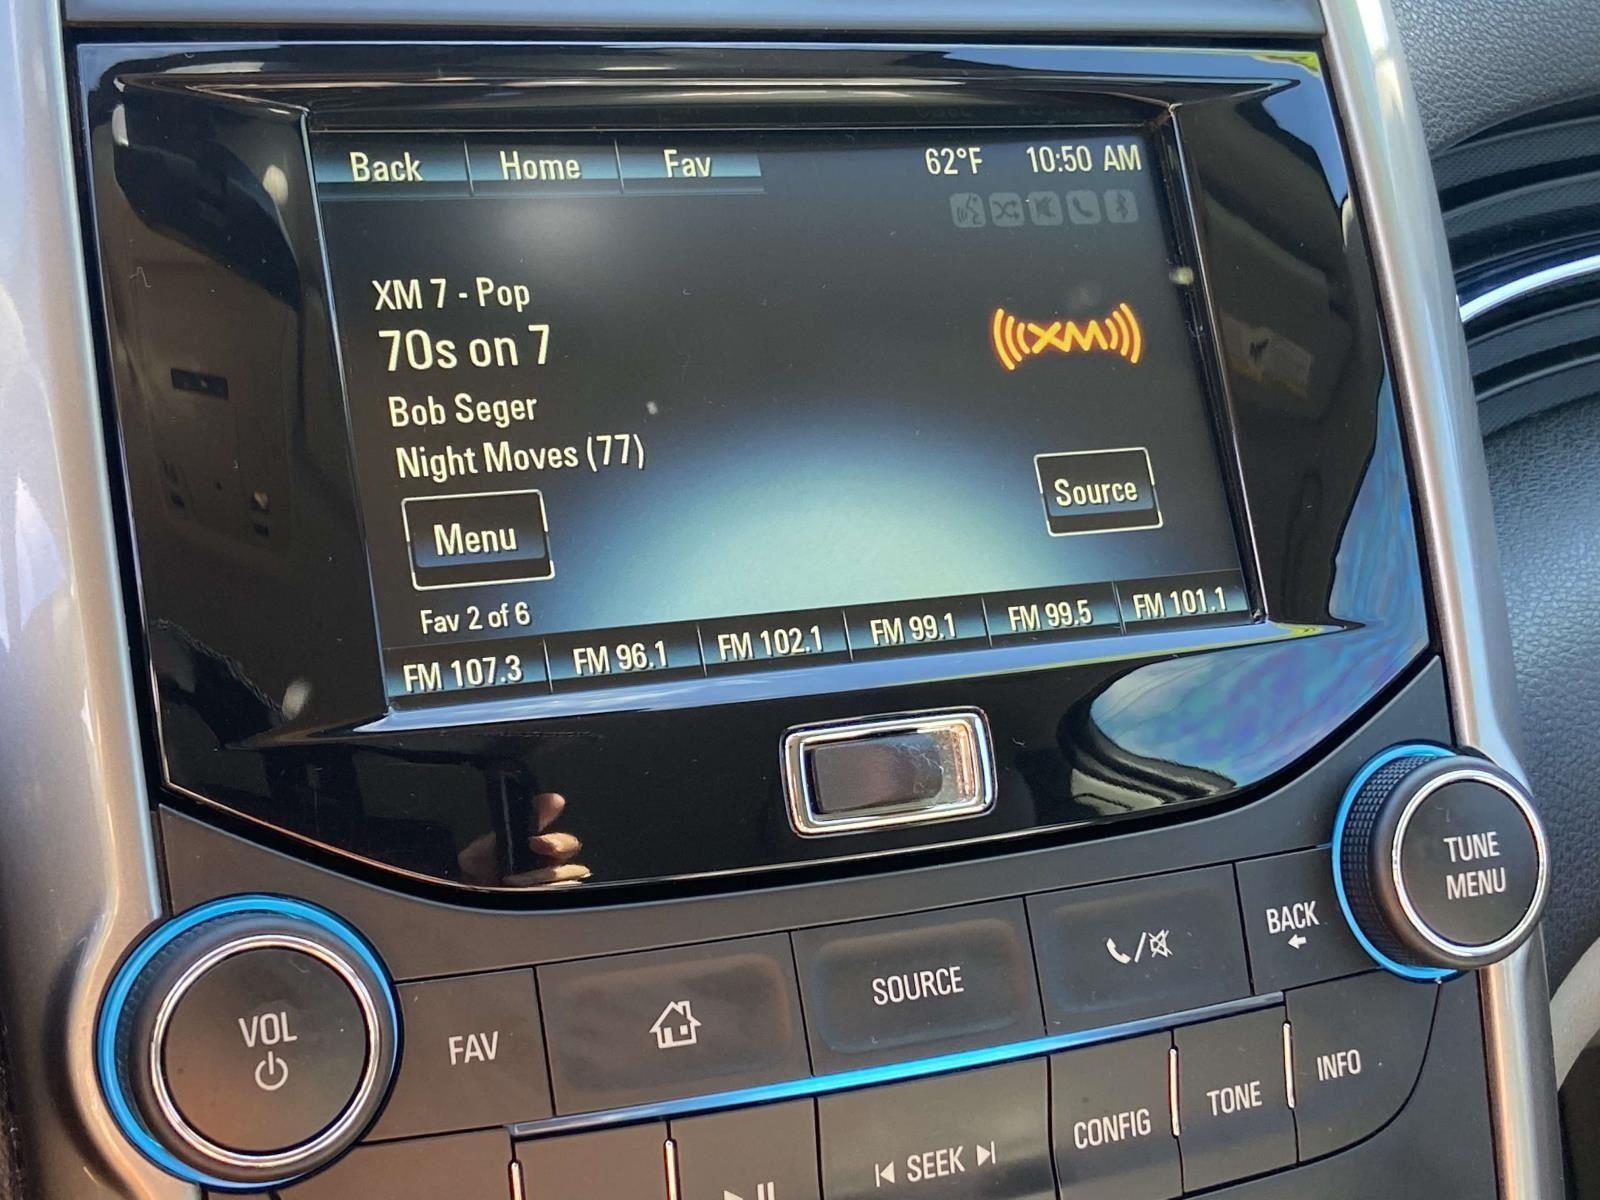 Back Home Fav 62°F 10:50 AM
XM 7 - Pop
70s on 7
((((XM))))
Bob Seger
Night Moves (77)
Menu
Source
Fav 2 of 6
FM 107.3 FM 96.1 FM 102.1 FM 99.1 FM 99.5 FM 101.1
TUNE
MENU
VOL
FAV
SOURCE
BACK
SEEK
CONFIG
TONE
INFO